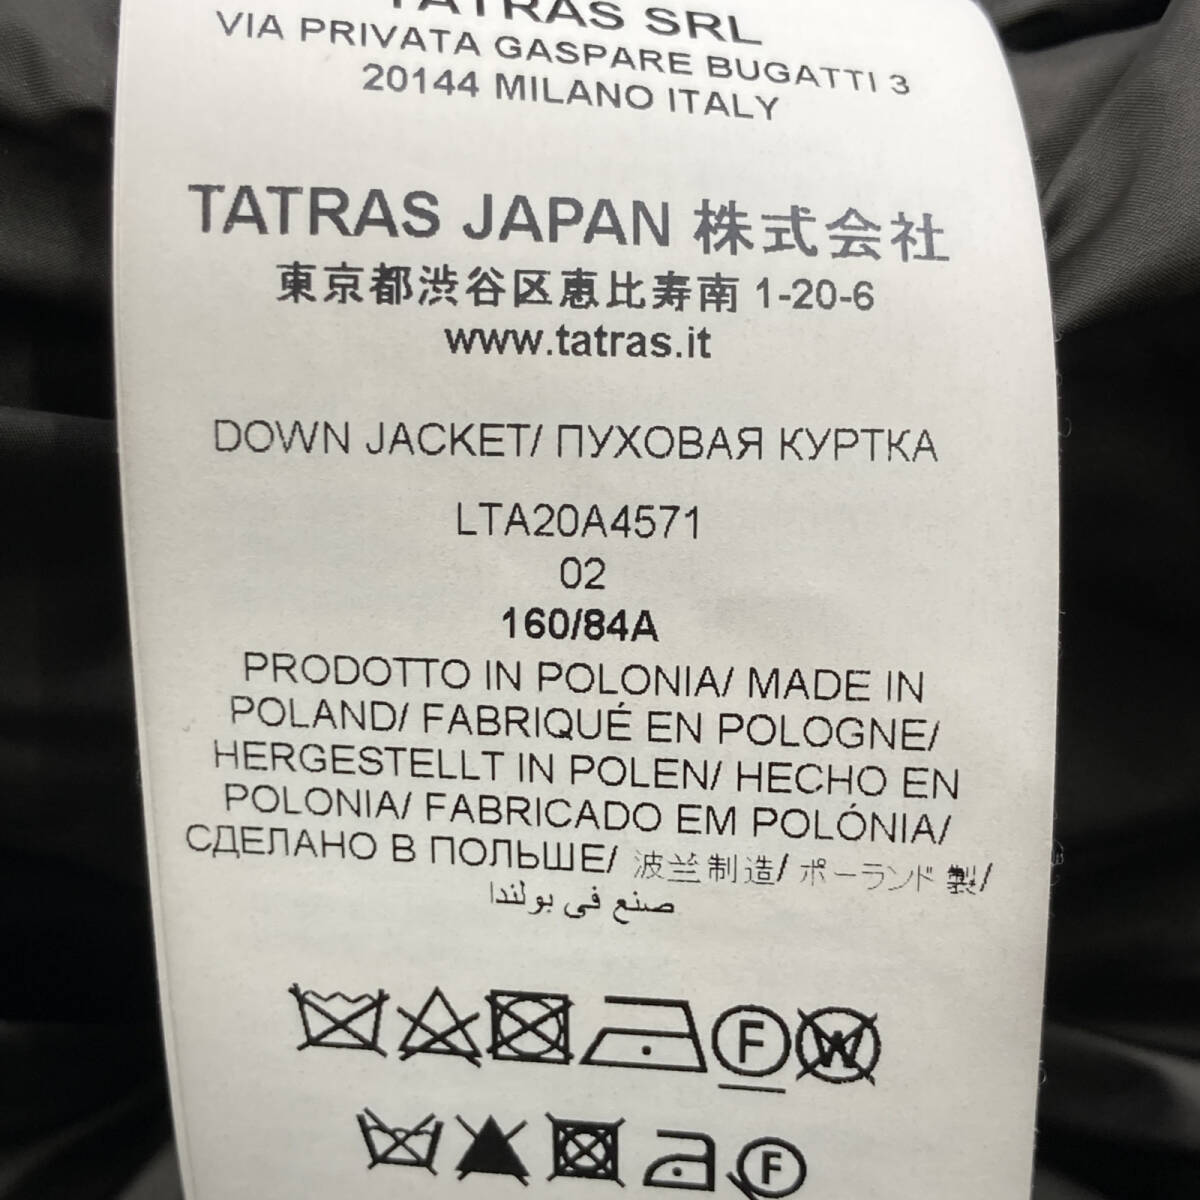 TATRAS SRL
VIA PRIVATA GASPARE BUGATTI 3
20144 MILANO ITALY
TATRAS JAPAN 株式会社
東京都渋谷区恵比寿南 1-20-6
www.tatras.it
DOWN JACKET/ ПУХОВАЯ КУРТКА
LTA20A4571
02
160/84A
PRODOTTO IN POLONIA/ MADE IN
POLAND/ FABRIQUÉ EN POLOGNE/
HERGESTELLT IN POLEN/ HECHO EN
POLONIA/ FABRICADO EM POLÓNIA/
СДЕЛАНО В ПОЛЬШЕ/ 波兰制造/ ポーランド 製/
صنع في بولندا
F W
F